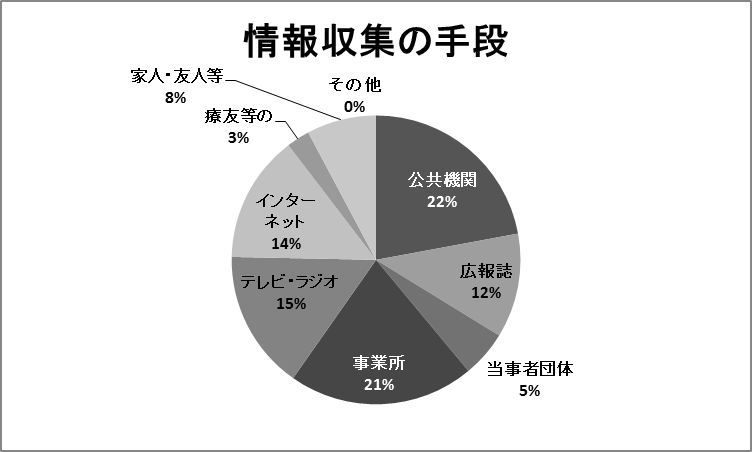 情報収集の手段
家人・友人等
8%
その他
0%
療友等の
3%
公共機関
22%
インター
ネット
14%
広報誌
12%
テレビ・ラジオ
15%
事業所
21%
当事者団体
5%